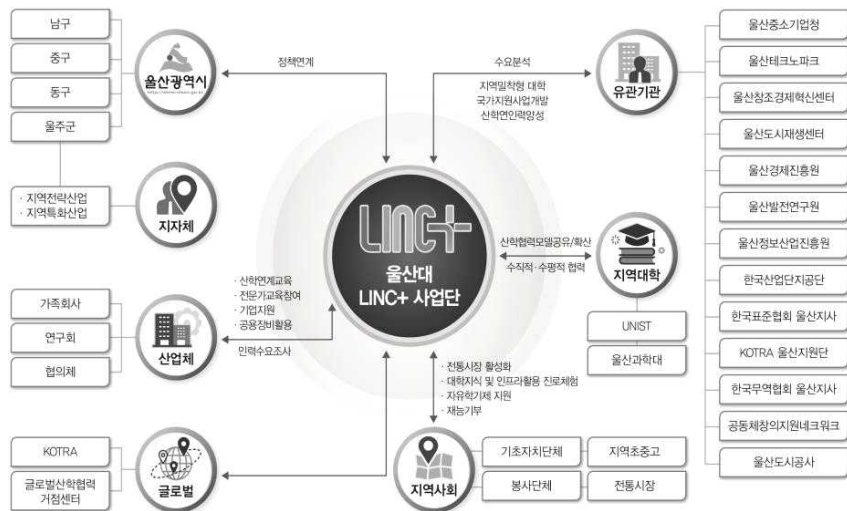 남구
중구
동구
울주군
울산광역시
· 지역전략산업
· 지역특화산업
지자체
가족회사
연구회
협의체
산업체
KOTRA
글로벌산학협력
거점센터
글로벌
정책연계
수요분석
지역밀착형 대학
국가지원사업개발
산학연인력양성
LINC+
울산대
LINC+ 사업단
· 산학연계교육
· 전문가교육참여
· 기업지원
· 공용장비활용
인력수요조사
산학협력모델공유/확산
수직적·수평적 협력
· 전통시장 활성화
· 대학지식 및 인프라활용 진로체험
· 자유학기제 지원
· 재능기부
지역사회
기초자치단체
지역초중고
봉사단체
전통시장
유관기관
지역대학
UNIST
울산과학대
울산중소기업청
울산테크노파크
울산창조경제혁신센터
울산도시재생센터
울산경제진흥원
울산발전연구원
울산정보산업진흥원
한국산업단지공단
한국표준협회 울산지사
KOTRA 울산지원단
한국무역협회 울산지사
공동체창의지원네크워크
울산도시공사